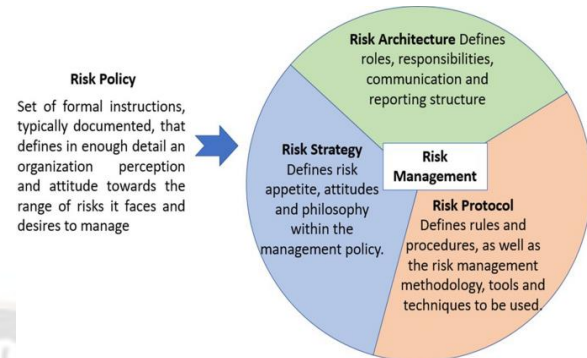 Risk Policy
Set of formal instructions,
typically documented, that
defines in enough detail an
organization perception
and attitude towards the
range of risks it faces and
desires to manage
Risk Architecture Defines
roles, responsibilities,
communication and
reporting structure
Risk Strategy
Defines risk
appetite, attitudes
and philosophy
within the
management policy.
Risk
Management
Risk Protocol
Defines rules and
procedures, as well as
the risk management
methodology, tools and
techniques to be used.